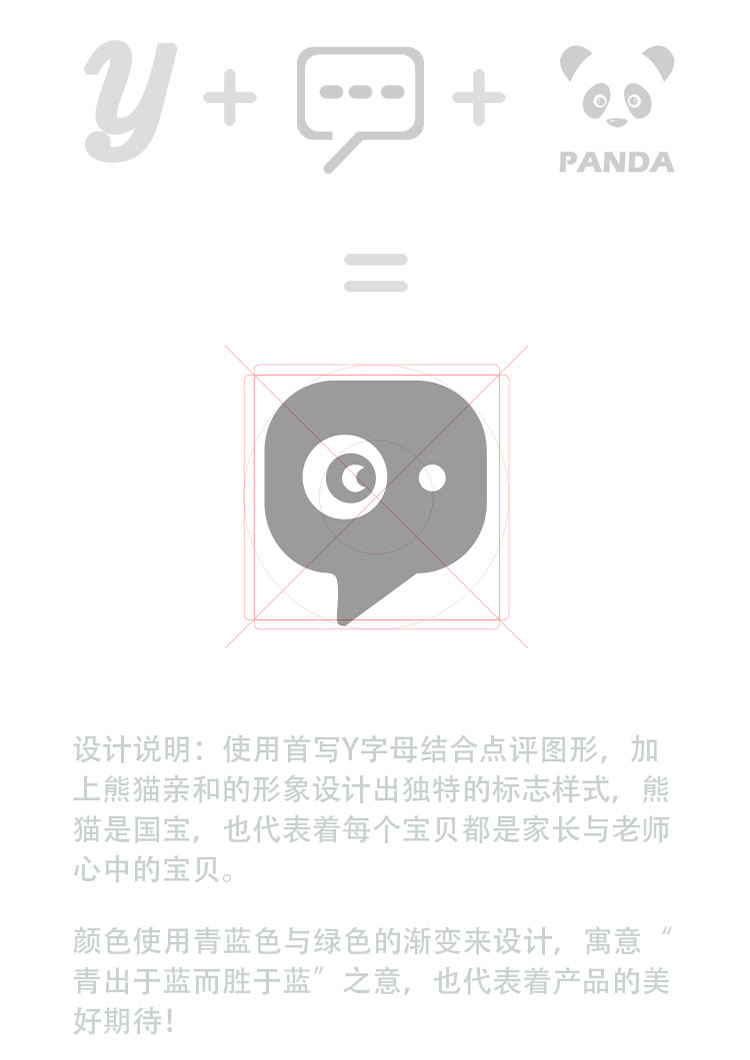 y
PANDA
设计说明：使用首写Y字母结合点评图形，加
上熊猫亲和的形象设计出独特的标志样式，熊
猫是国宝，也代表着每个宝贝都是家长与老师
心中的宝贝。
颜色使用青蓝色与绿色的渐变来设计，寓意“
青出于蓝而胜于蓝”之意，也代表着产品的美
好期待！